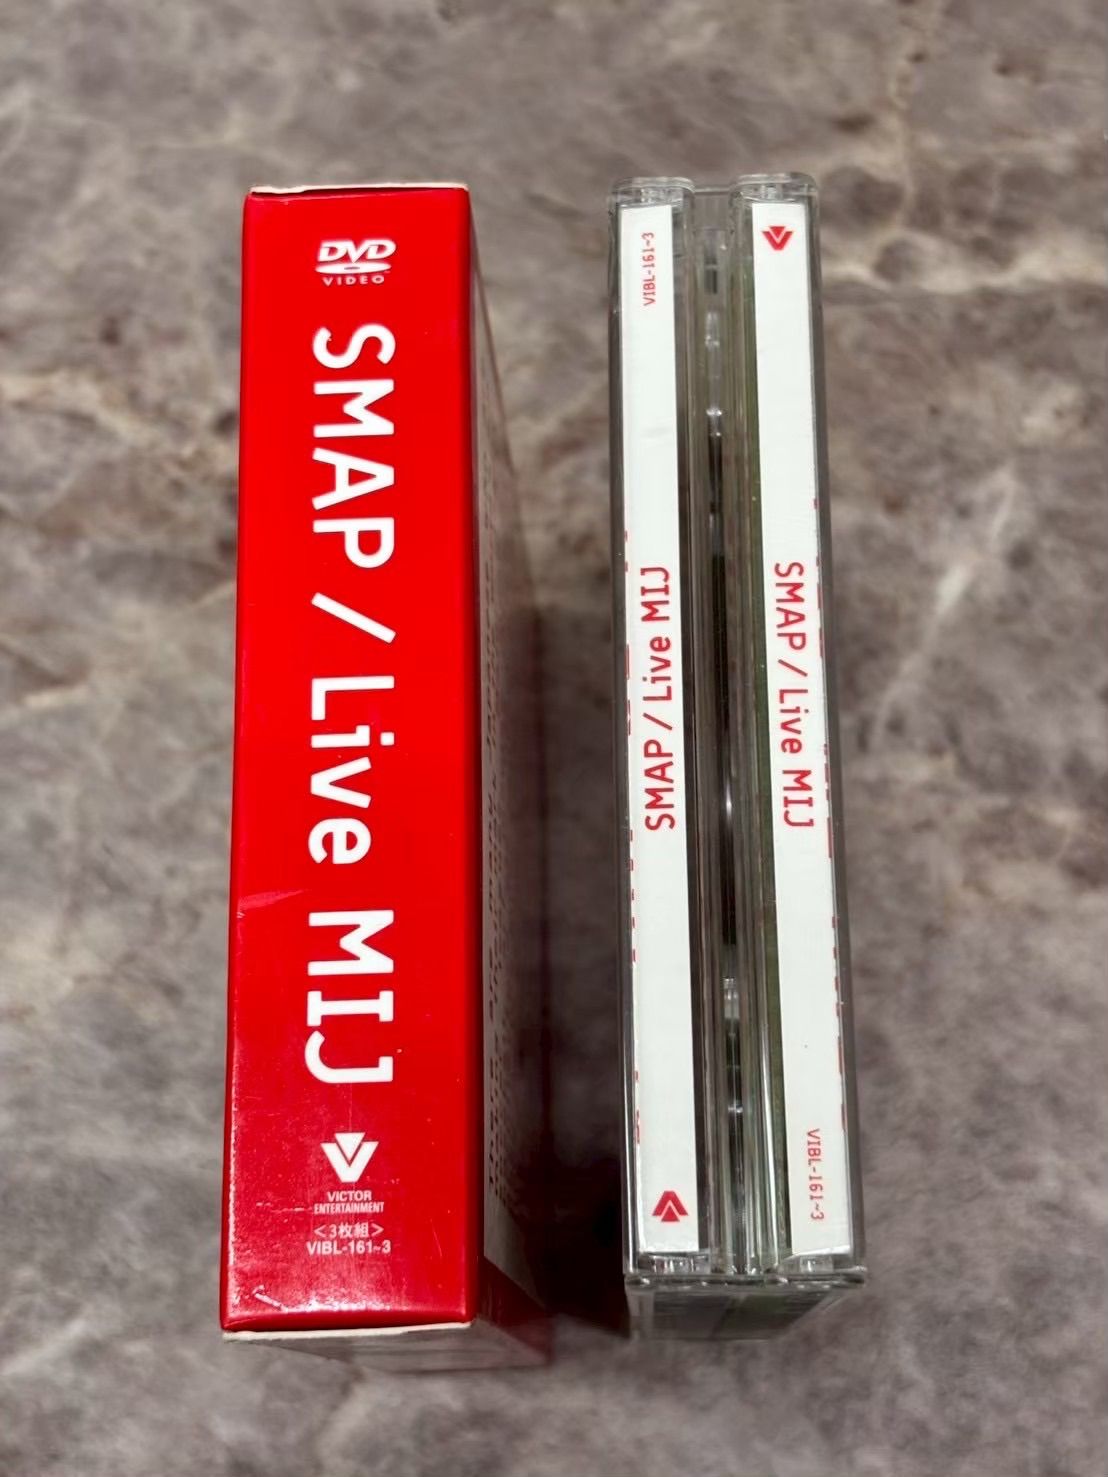 DVD
VIDEO
SMAP / Live MIJ
VICTOR
ENTERTAINMENT
<3枚組>
VIBL-161~3
VIBL-161~3
SMAP / Live MIJ
SMAP / Live MIJ
VIBL-161~3